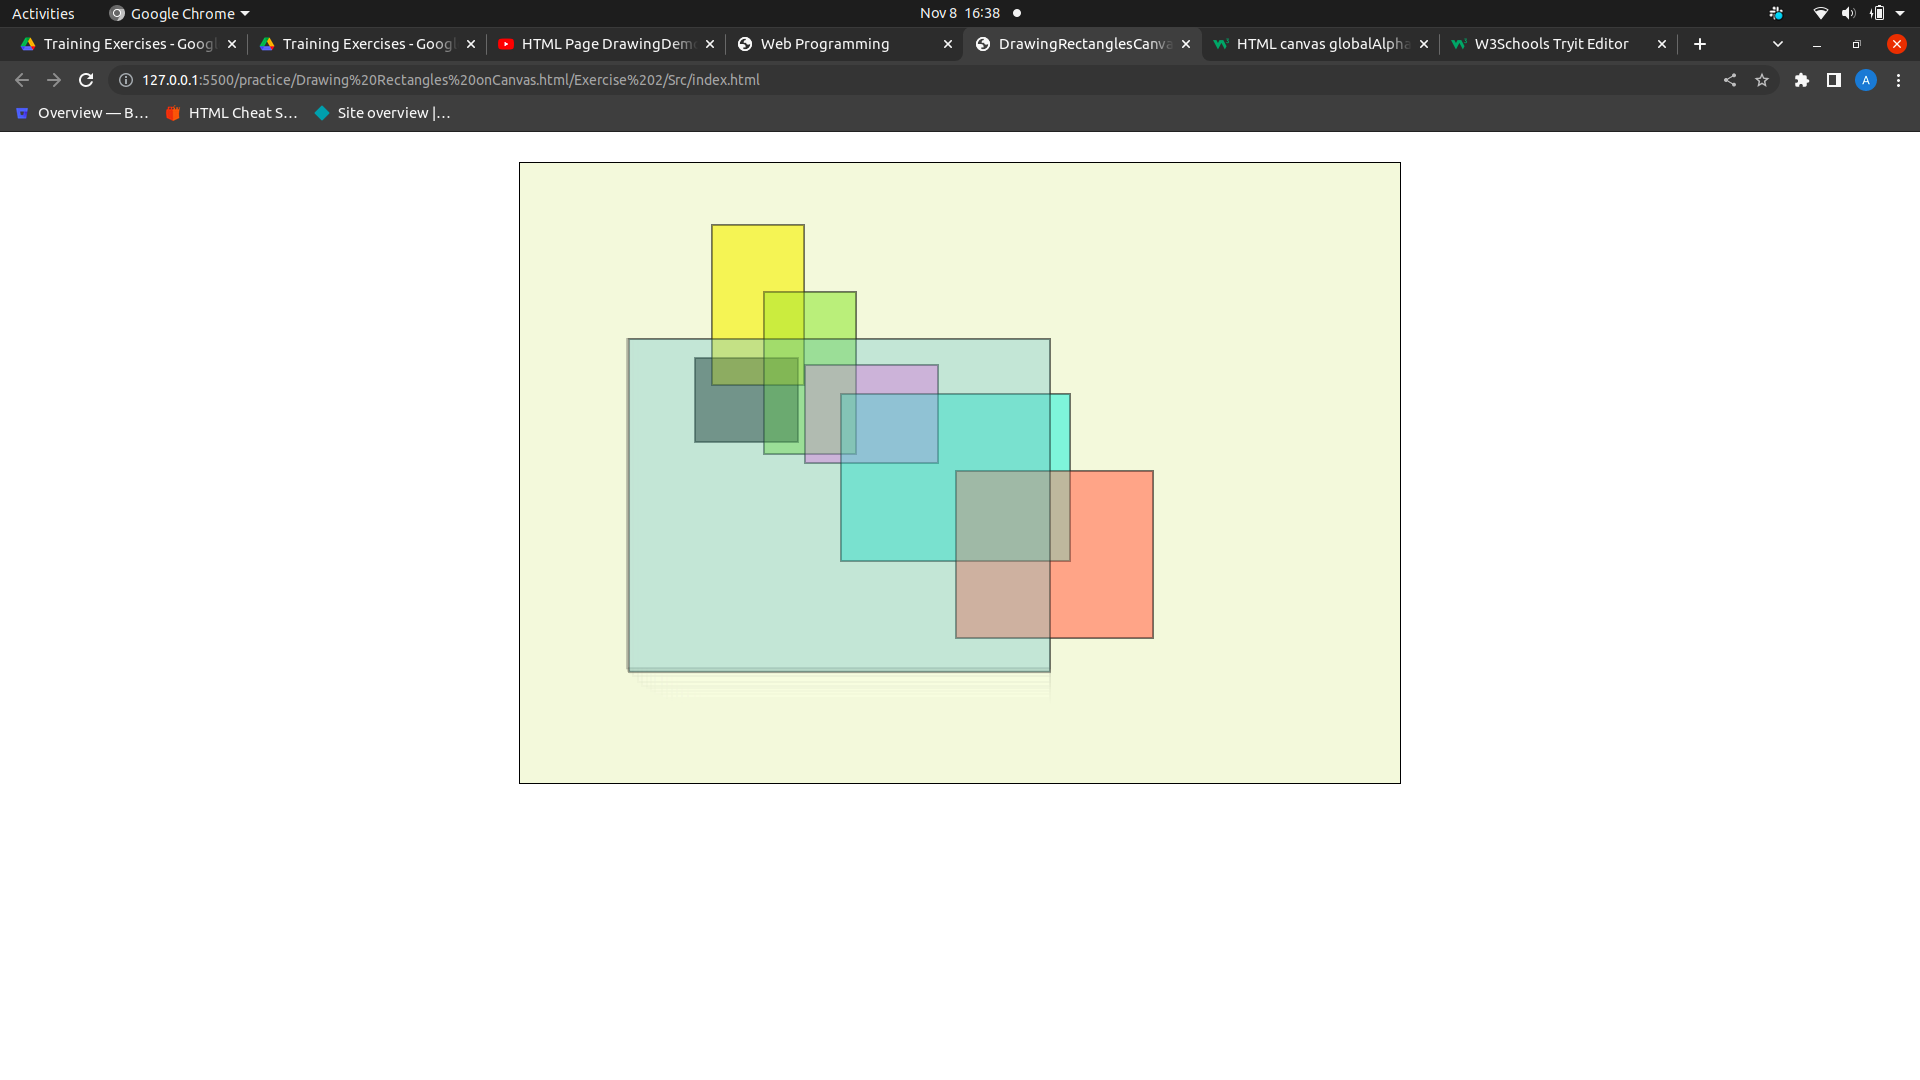 Activities Google Chrome Nov 8 16:38
Training Exercises - Googl Training Exercises - Googl HTML Page DrawingDem Web Programming DrawingRectanglesCanva HTML canvas globalAlpha W3Schools Tryit Editor
127.0.0.1:5500/practice/Drawing%20Rectangles%20onCanvas.html/Exercise%202/Src/index.html A
Overview — B… HTML Cheat S… Site overview |…